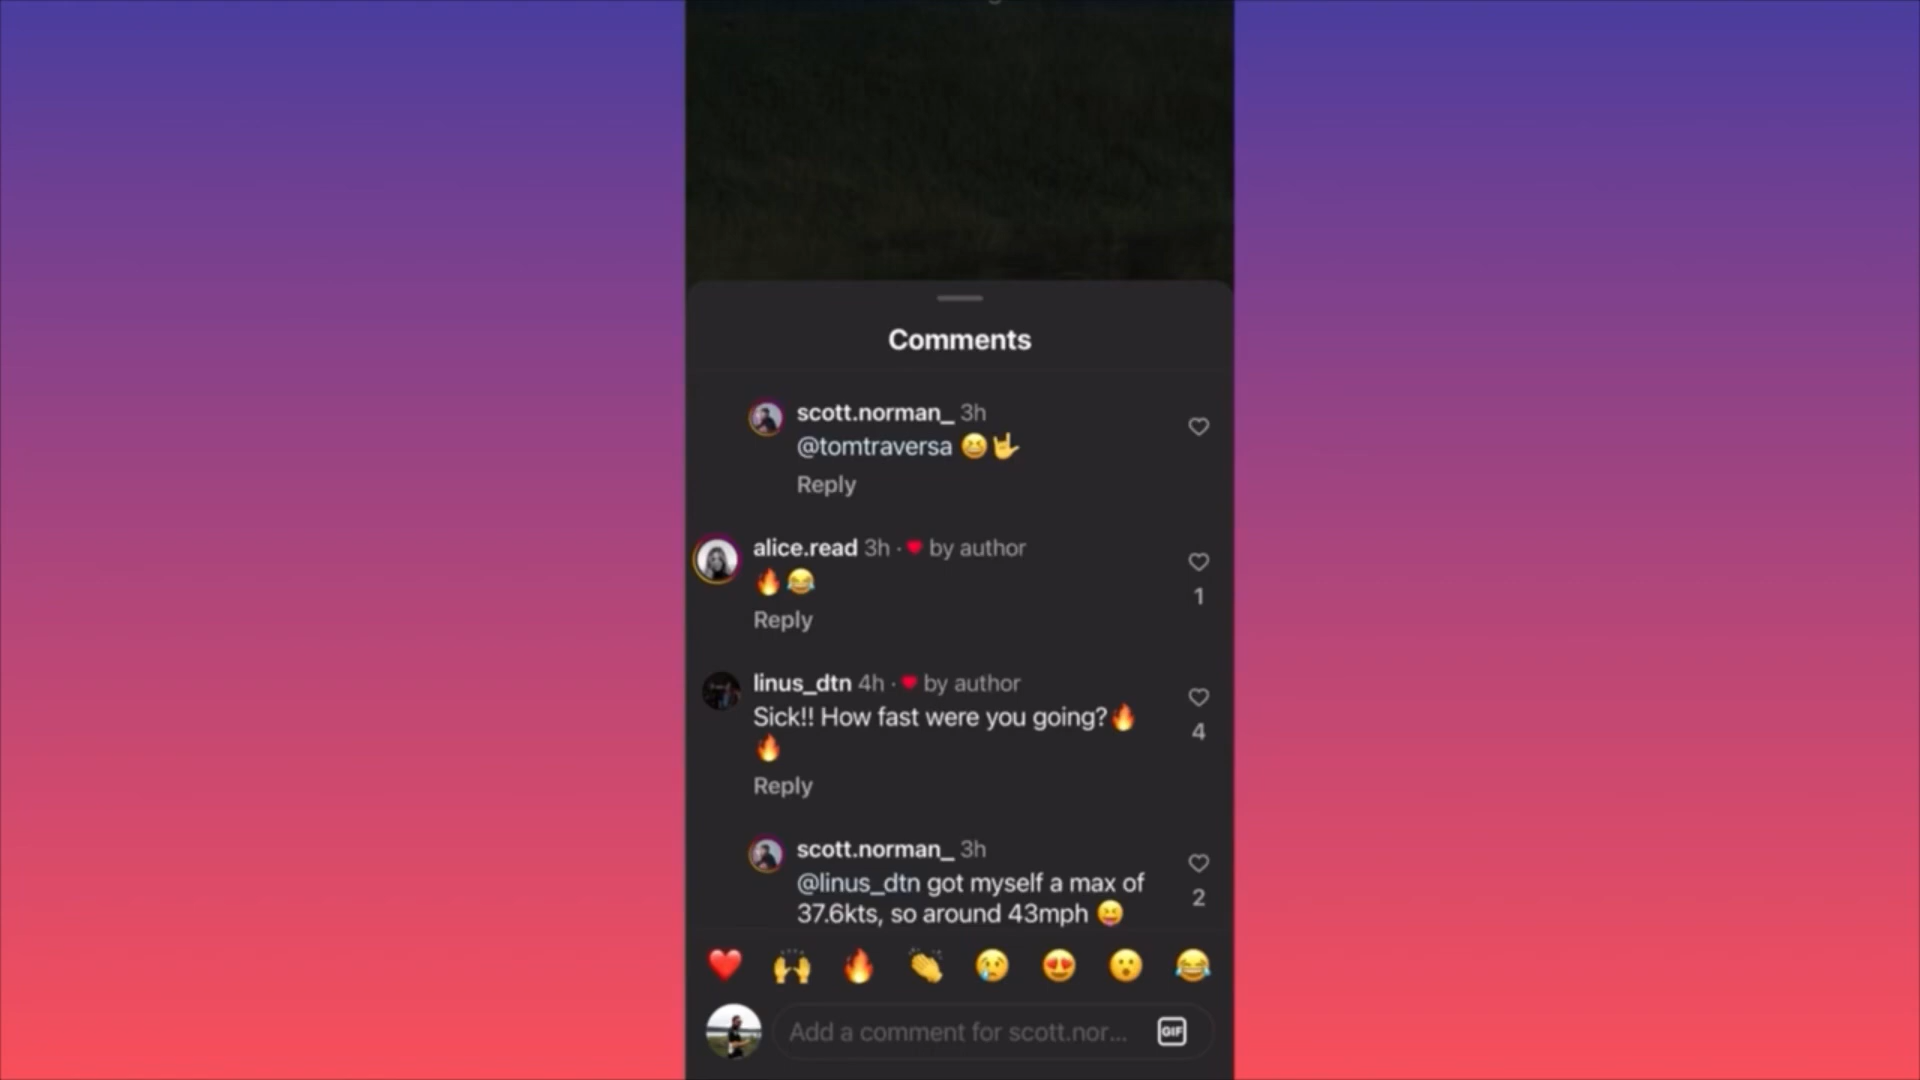 Comments
scott.norman_ 3h
@tomtraversa 😆🤟
Reply
alice.read 3h · ❤️ by author
🔥😂
1
Reply
linus_dtn 4h · ❤️ by author
Sick!! How fast were you going?🔥
🔥
4
Reply
scott.norman_ 3h
@linus_dtn got myself a max of
37.6kts, so around 43mph 😝
2
❤️🙌🔥👏😢😍😮😂
Add a comment for scott.nor...
GIF